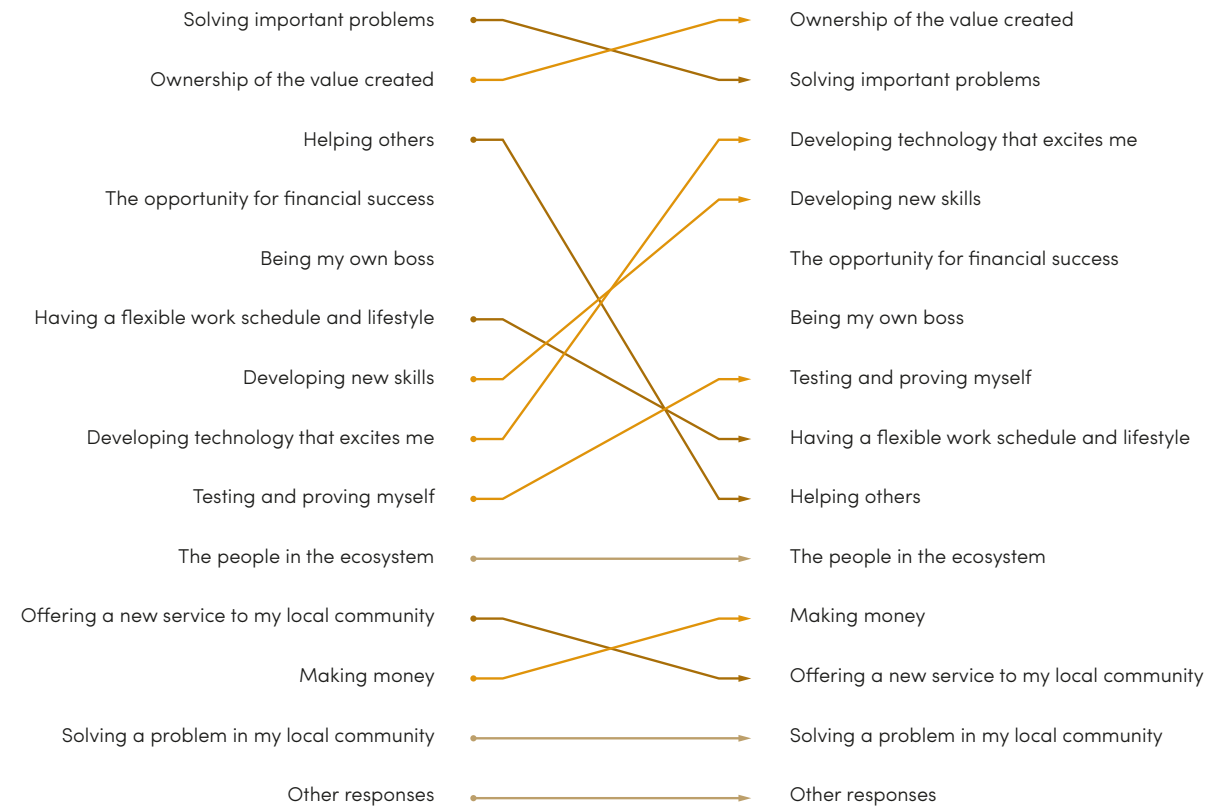 Solving important problems
Ownership of the value created
Ownership of the value created
Solving important problems
Helping others
Developing technology that excites me
The opportunity for financial success
Developing new skills
Being my own boss
The opportunity for financial success
Having a flexible work schedule and lifestyle
Being my own boss
Developing new skills
Testing and proving myself
Developing technology that excites me
Having a flexible work schedule and lifestyle
Testing and proving myself
Helping others
The people in the ecosystem
The people in the ecosystem
Offering a new service to my local community
Making money
Making money
Offering a new service to my local community
Solving a problem in my local community
Solving a problem in my local community
Other responses
Other responses